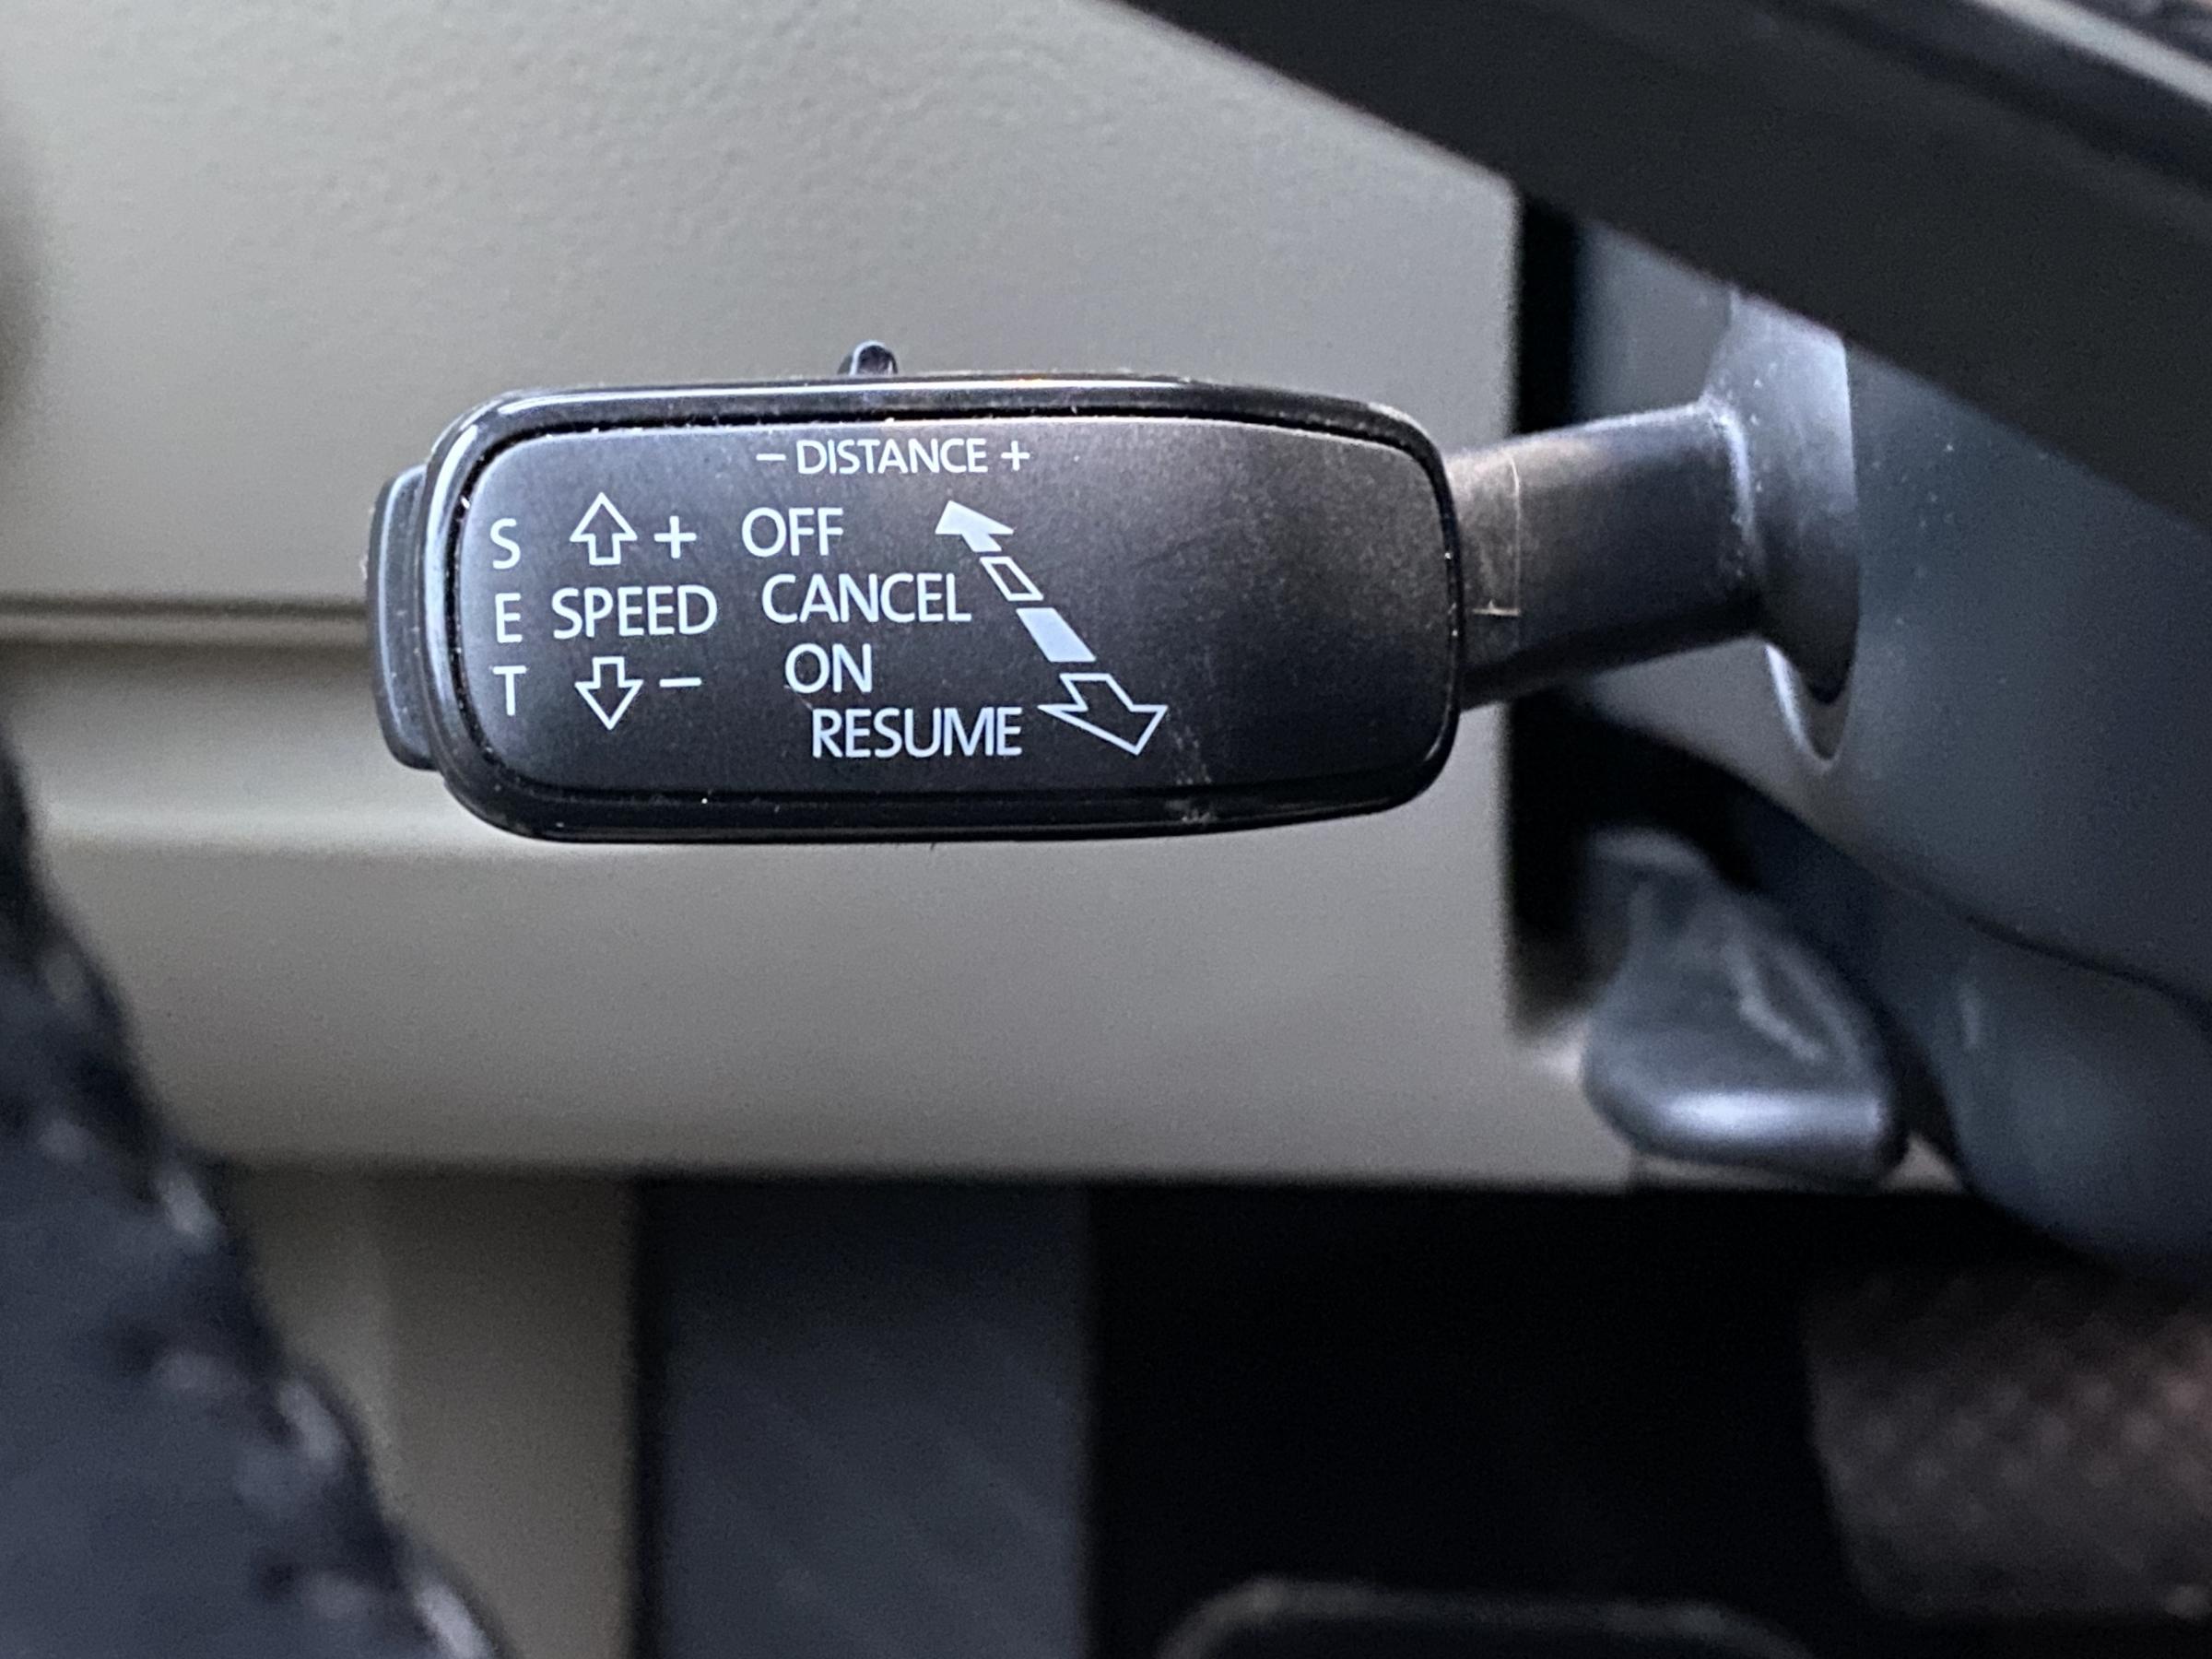 − DISTANCE +
S + OFF
E SPEED CANCEL
T − ON
RESUME